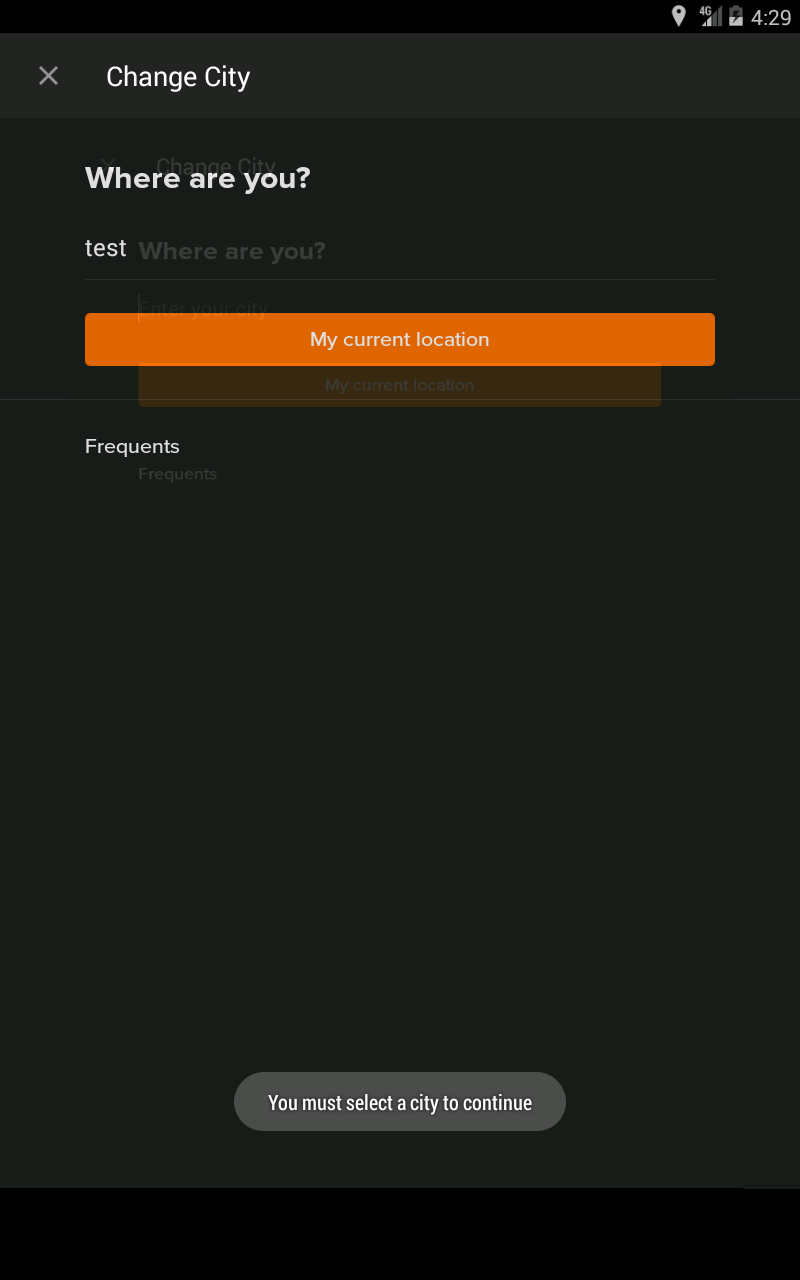 4G 4:29
Change City
Change City
Where are you?
test
Where are you?
Enter your city
My current location
My current location
Frequents
Frequents
You must select a city to continue